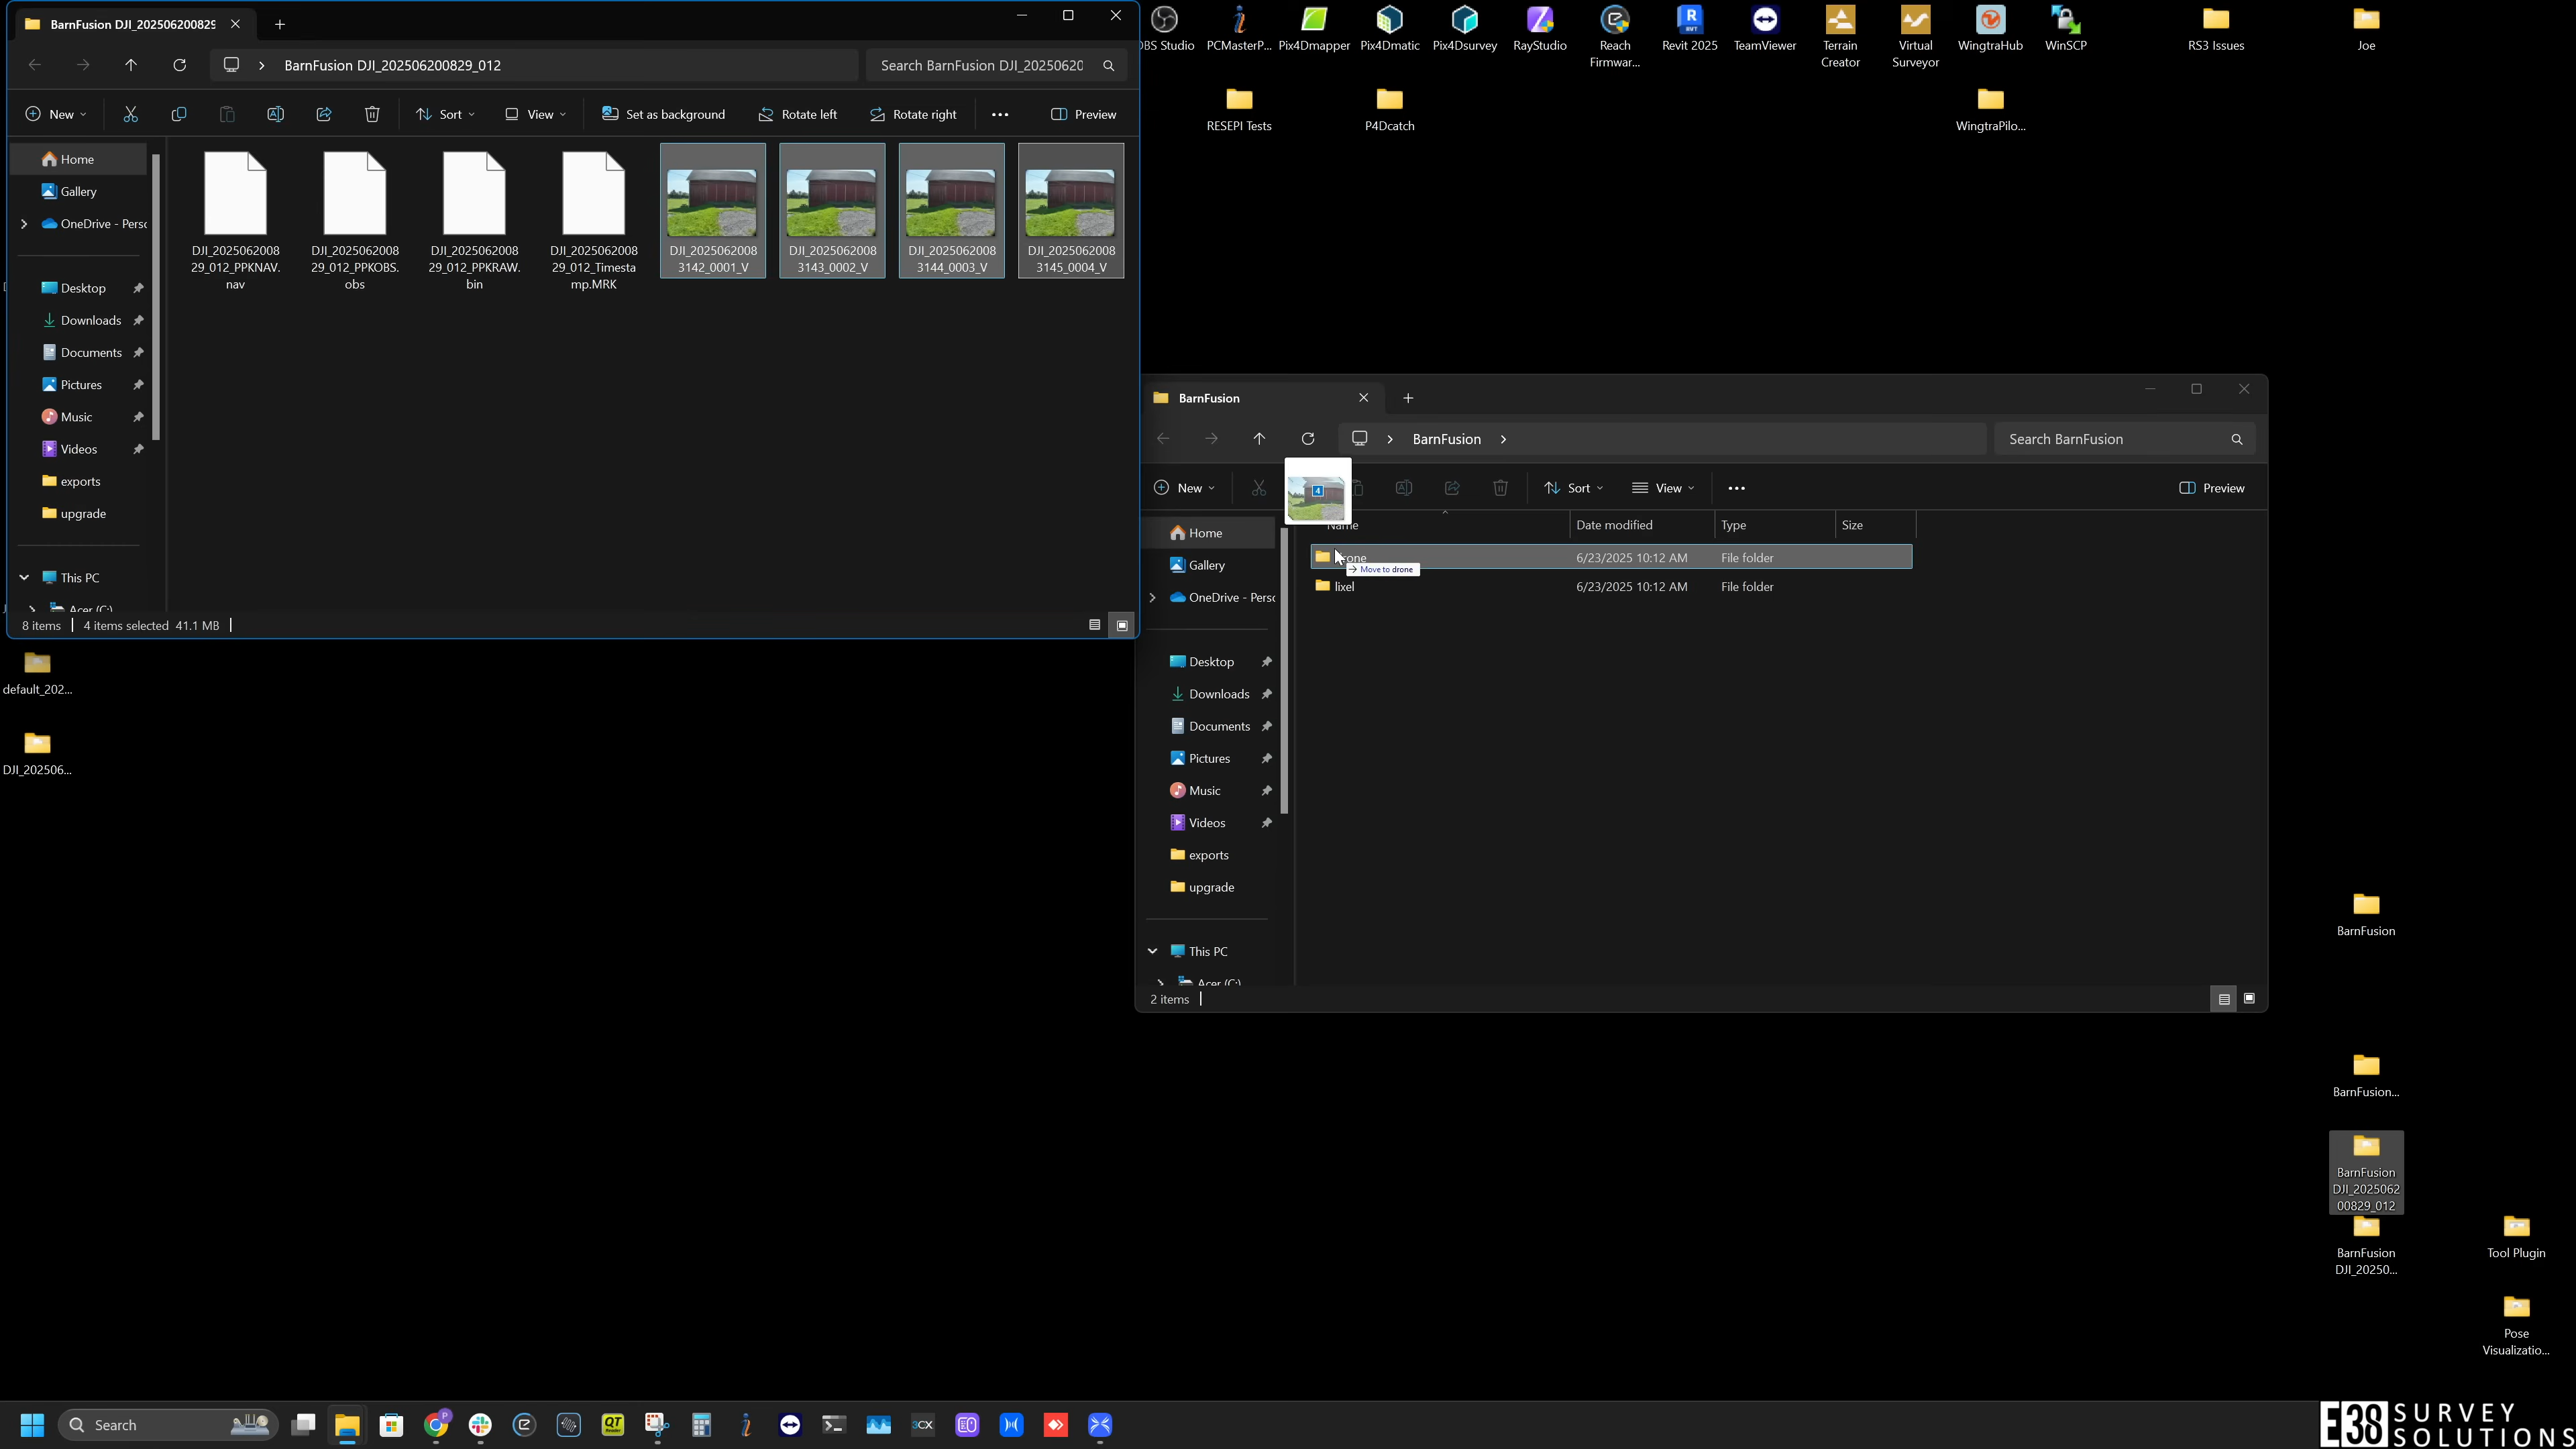 BarnFusion DJI_202506200829
BarnFusion DJI_202506200829_012
Search BarnFusion DJI_20250620
New
Sort
View
Set as background
Rotate left
Rotate right
Preview
Home
Gallery
OneDrive - Perso
Desktop
Downloads
Documents
Pictures
Music
Videos
exports
upgrade
This PC
Acer (C:)
DJI_2025062008
29_012_PPKNAV.
nav
DJI_2025062008
29_012_PPKOBS.
obs
DJI_2025062008
29_012_PPKRAW.
bin
DJI_2025062008
29_012_Timesta
mp.MRK
DJI_2025062008
3142_0001_V
DJI_2025062008
3143_0002_V
DJI_2025062008
3144_0003_V
DJI_2025062008
3145_0004_V
8 items
4 items selected 41.1 MB
OBS Studio
PCMasterP...
Pix4Dmapper
Pix4Dmatic
Pix4Dsurvey
RayStudio
Reach
Firmwar...
Revit 2025
TeamViewer
Terrain
Creator
Virtual
Surveyor
WingtraHub
WinSCP
RS3 Issues
Joe
RESEPI Tests
P4Dcatch
WingtraPilo...
BarnFusion
BarnFusion
Search BarnFusion
New
Sort
View
Preview
Name
Date modified
Type
Size
4
6/23/2025 10:12 AM
File folder
Move to drone
lixel
6/23/2025 10:12 AM
File folder
Home
Gallery
OneDrive - Perso
Desktop
Downloads
Documents
Pictures
Music
Videos
exports
upgrade
This PC
Acer (C:)
2 items
default_202...
DJI_202506...
BarnFusion
BarnFusion...
BarnFusion
DJI_2025062
00829_012
BarnFusion
DJI_20250...
Tool Plugin
Pose
Visualizatio...
Search
QT
Reader
3CX
E38 SURVEY
SOLUTIONS